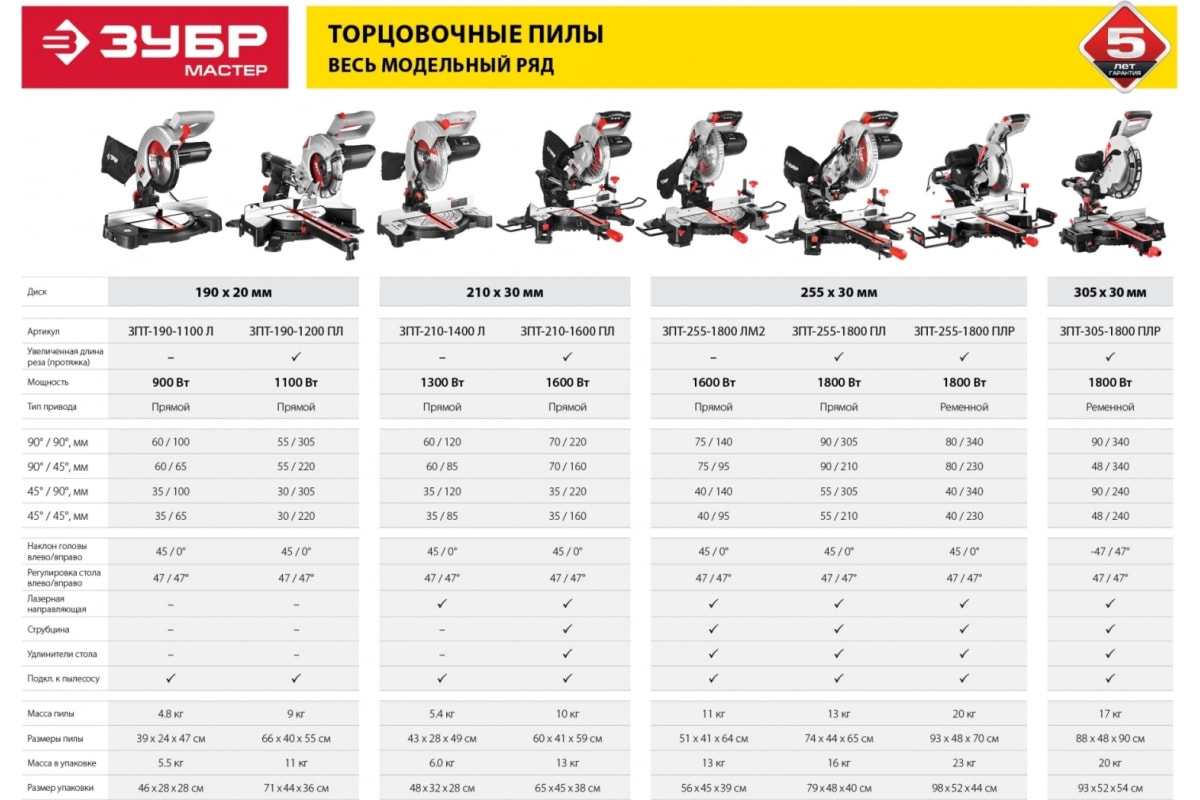 ЗУБР
МАСТЕР
ТОРЦОВОЧНЫЕ ПИЛЫ
ВЕСЬ МОДЕЛЬНЫЙ РЯД
5
ЛЕТ
ГАРАНТИЯ
Диск 190 x 20 мм 210 x 30 мм 255 x 30 мм 305 x 30 мм
Артикул ЗПТ-190-1100 Л ЗПТ-190-1200 ПЛ ЗПТ-210-1400 Л ЗПТ-210-1600 ПЛ ЗПТ-255-1800 ЛМ2 ЗПТ-255-1800 ПЛ ЗПТ-255-1800 ПЛР ЗПТ-305-1800 ПЛР
Увеличенная длина
реза (протяжка) – ✓ – ✓ – ✓ ✓ ✓
Мощность 900 Вт 1100 Вт 1300 Вт 1600 Вт 1600 Вт 1800 Вт 1800 Вт 1800 Вт
Тип привода Прямой Прямой Прямой Прямой Прямой Прямой Ременной Ременной
90° / 90°, мм 60 / 100 55 / 305 60 / 120 70 / 220 75 / 140 90 / 305 80 / 340 90 / 340
90° / 45°, мм 60 / 65 55 / 220 60 / 85 70 / 160 75 / 95 90 / 210 80 / 230 48 / 340
45° / 90°, мм 35 / 100 30 / 305 35 / 120 35 / 220 40 / 140 55 / 305 40 / 340 90 / 240
45° / 45°, мм 35 / 65 30 / 220 35 / 85 35 / 160 40 / 95 55 / 210 40 / 230 48 / 240
Наклон головы
влево/вправо 45 / 0° 45 / 0° 45 / 0° 45 / 0° 45 / 0° 45 / 0° 45 / 0° -47 / 47°
Регулировка стола
влево/вправо 47 / 47° 47 / 47° 47 / 47° 47 / 47° 47 / 47° 47 / 47° 47 / 47° 47 / 47°
Лазерная
направляющая – – ✓ ✓ ✓ ✓ ✓ ✓
Струбцина – – – ✓ ✓ ✓ ✓ ✓
Удлинители стола – – – ✓ ✓ ✓ ✓ ✓
Подкл. к пылесосу ✓ ✓ ✓ ✓ ✓ ✓ ✓ ✓
Масса пилы 4.8 кг 9 кг 5.4 кг 10 кг 11 кг 13 кг 20 кг 17 кг
Размеры пилы 39 x 24 x 47 см 66 x 40 x 55 см 43 x 28 x 49 см 60 x 41 x 59 см 51 x 41 x 64 см 74 x 44 x 65 см 93 x 48 x 70 см 88 x 48 x 90 см
Масса в упаковке 5.5 кг 11 кг 6.0 кг 13 кг 13 кг 16 кг 23 кг 20 кг
Размер упаковки 46 x 28 x 28 см 71 x 44 x 36 см 48 x 32 x 28 см 65 x 45 x 38 см 56 x 45 x 39 см 79 x 48 x 40 см 98 x 52 x 44 см 93 x 52 x 54 см